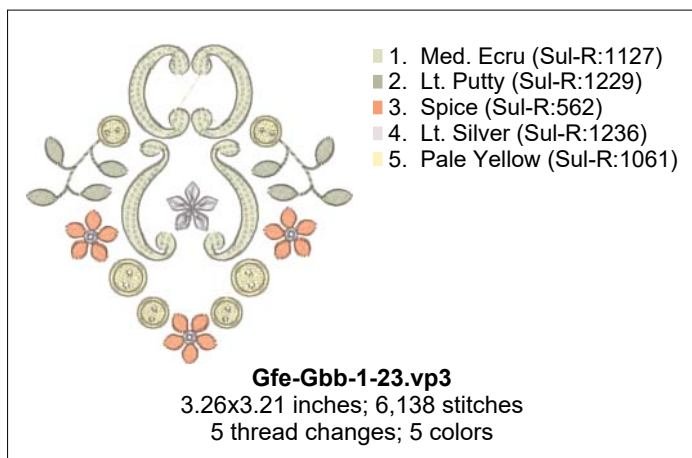 1. Med. Ecru (Sul-R:1127)
2. Lt. Putty (Sul-R:1229)
3. Spice (Sul-R:562)
4. Lt. Silver (Sul-R:1236)
5. Pale Yellow (Sul-R:1061)
Gfe-Gbb-1-23.vp3
3.26x3.21 inches; 6,138 stitches
5 thread changes; 5 colors